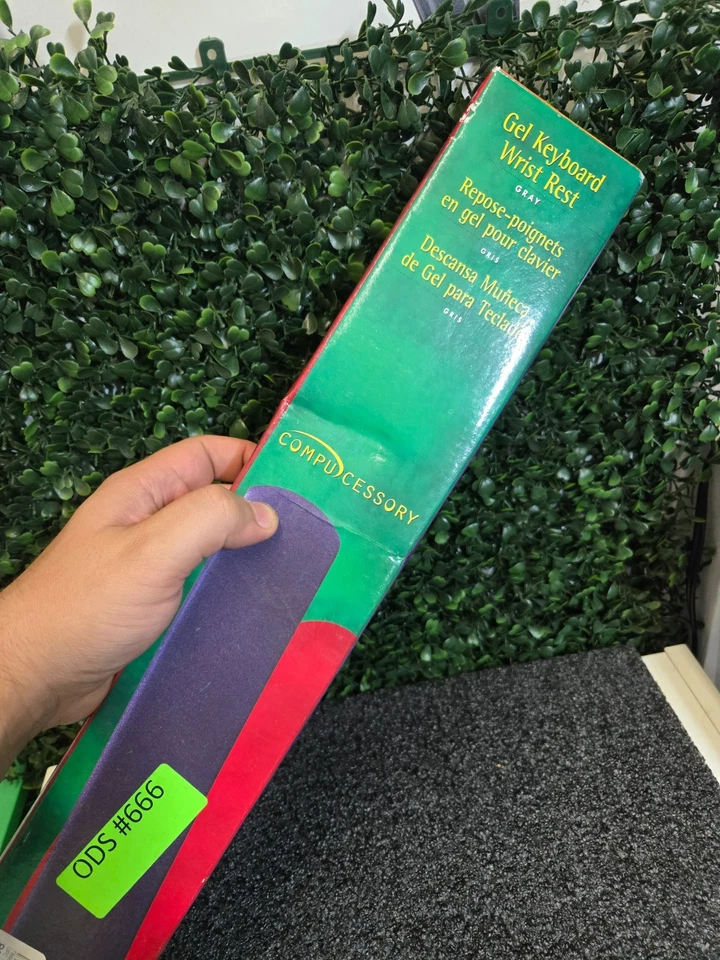 Gel Keyboard
Wrist Rest
GRAY
Repose-poignets
en gel pour clavier
GRIS
Descansa Muñeca
de Gel para Teclado
GRIS
COMPUCESSORY
ODS #666